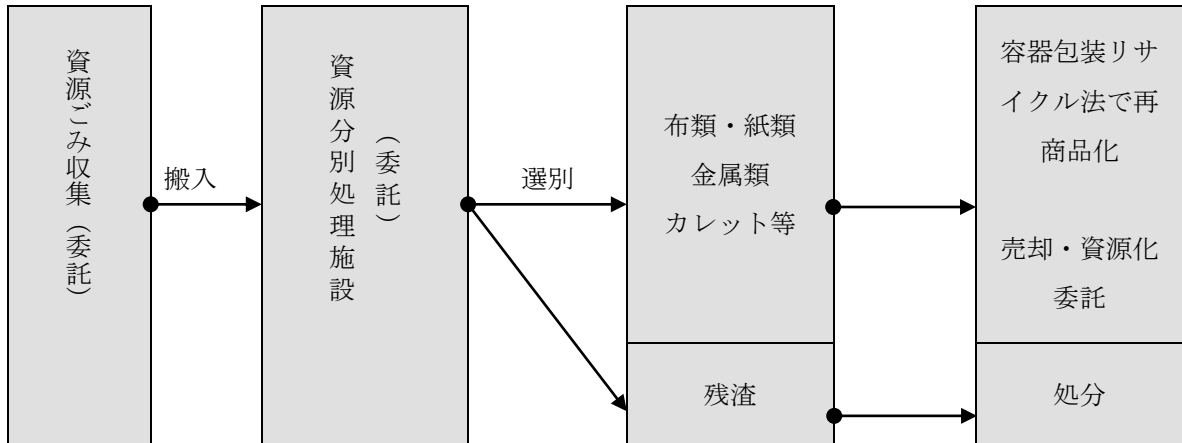 資源ごみ収集（委託）
搬入
資源分別処理施設
（委託）
選別
布類・紙類
金属類
カレット等
残渣
容器包装リサ
イクル法で再
商品化
売却・資源化
委託
処分